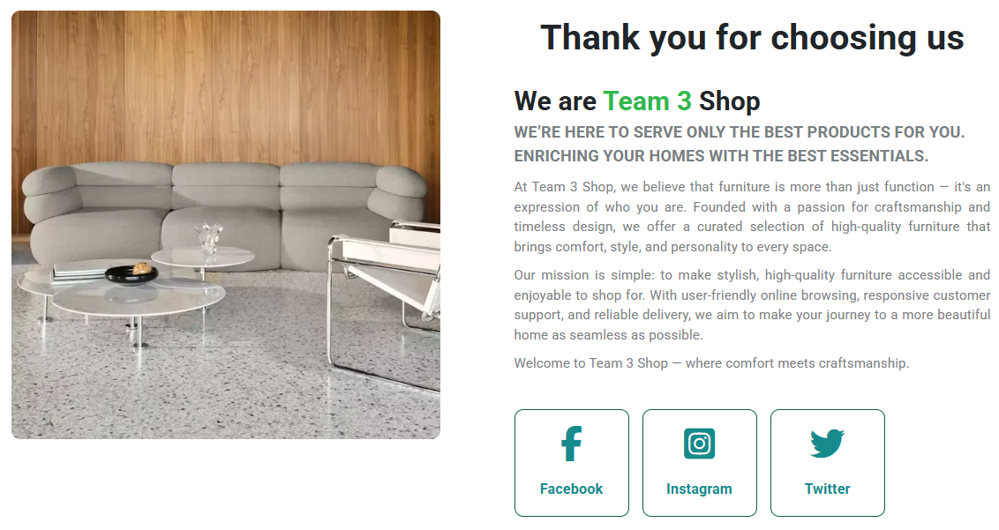 Thank you for choosing us
We are Team 3 Shop
WE’RE HERE TO SERVE ONLY THE BEST PRODUCTS FOR YOU.
ENRICHING YOUR HOMES WITH THE BEST ESSENTIALS.
At Team 3 Shop, we believe that furniture is more than just function — it's an
expression of who you are. Founded with a passion for craftsmanship and
timeless design, we offer a curated selection of high-quality furniture that
brings comfort, style, and personality to every space.
Our mission is simple: to make stylish, high-quality furniture accessible and
enjoyable to shop for. With user-friendly online browsing, responsive customer
support, and reliable delivery, we aim to make your journey to a more beautiful
home as seamless as possible.
Welcome to Team 3 Shop — where comfort meets craftsmanship.
Facebook
Instagram
Twitter